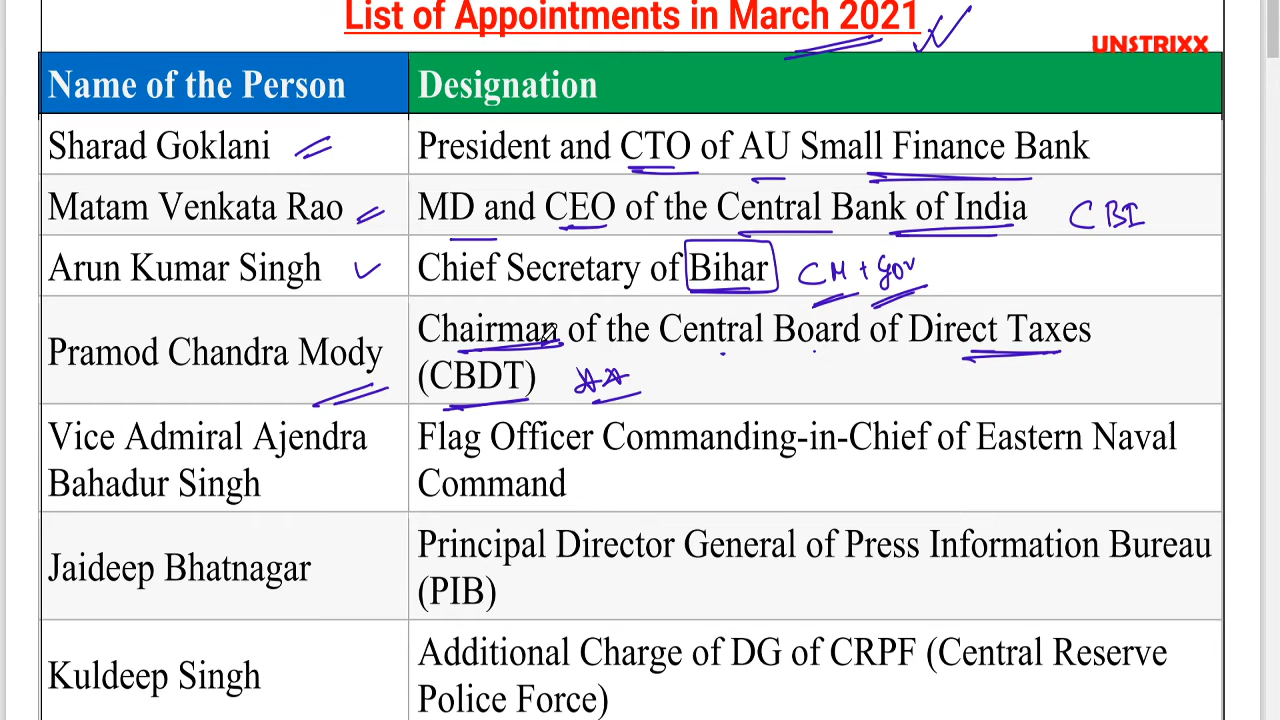 List of Appointments in March 2021
UNSTRIXX
Name of the Person Designation
Sharad Goklani President and CTO of AU Small Finance Bank
Matam Venkata Rao MD and CEO of the Central Bank of India CBI
Arun Kumar Singh Chief Secretary of Bihar CM + Gov
Pramod Chandra Mody Chairman of the Central Board of Direct Taxes
(CBDT)
Vice Admiral Ajendra
Bahadur Singh
Flag Officer Commanding-in-Chief of Eastern Naval
Command
Jaideep Bhatnagar
Principal Director General of Press Information Bureau
(PIB)
Kuldeep Singh
Additional Charge of DG of CRPF (Central Reserve
Police Force)